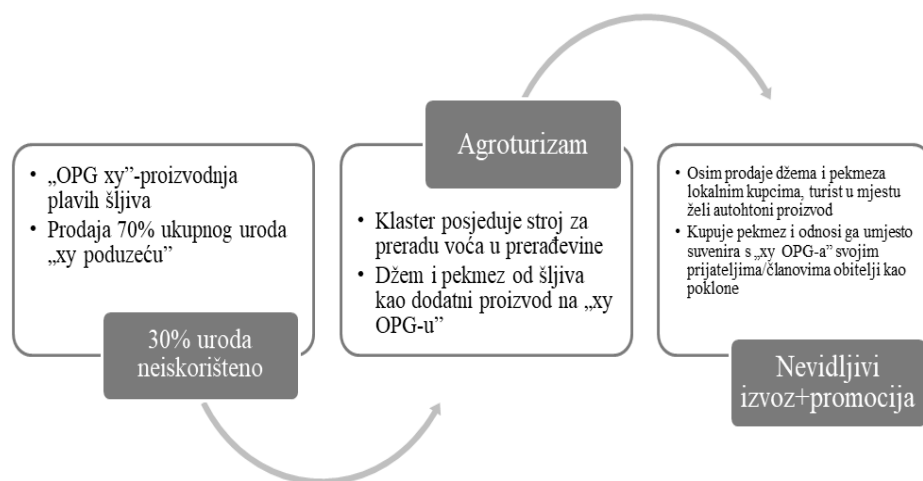 • „OPG xy”-proizvodnja
plavih šljiva
• Prodaja 70% ukupnog uroda
„xy poduzeću”
30% uroda
neiskorišteno
Agroturizam
• Klaster posjeduje stroj za
preradu voća u prerađevine
• Džem i pekmez od šljiva
kao dodatni proizvod na „xy
OPG-u”
• Osim prodaje džema i pekmeza
lokalnim kupcima, turist u mjestu
želi autohtoni proizvod
• Kupuje pekmez i odnosi ga umjesto
suvenira s „xy OPG-a” svojim
prijateljima/članovima obitelji kao
poklone
Nevidljivi
izvoz+promocija